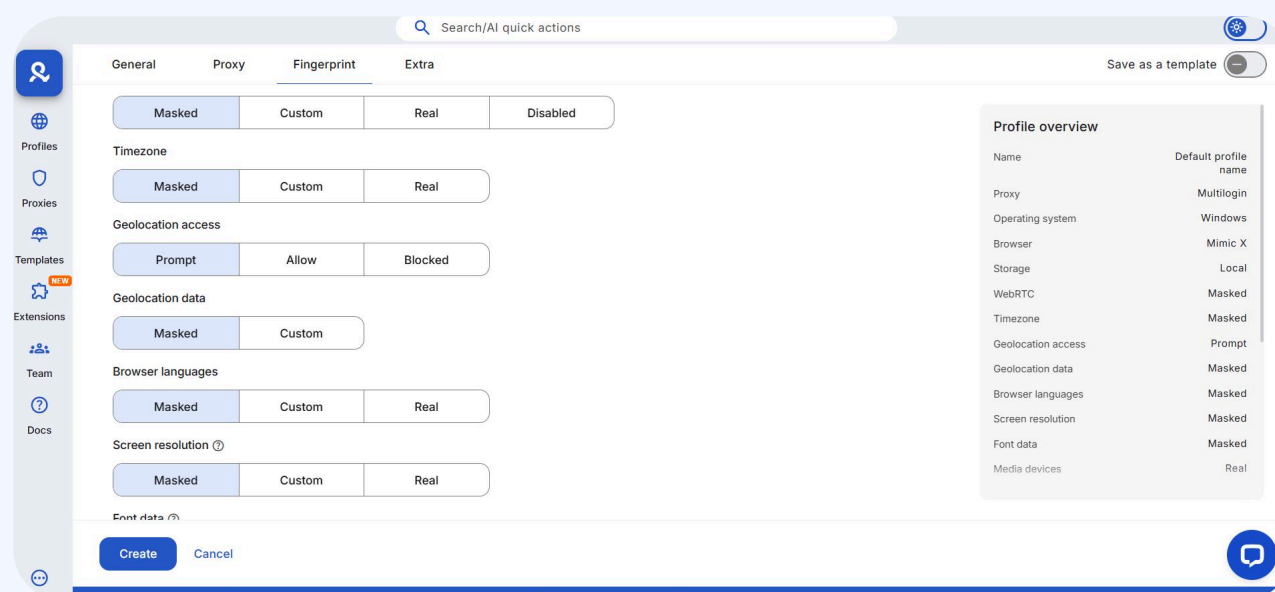 Search/AI quick actions
General Proxy Fingerprint Extra
Save as a template
Profiles
Proxies
Templates
NEW
Extensions
Team
Docs
Masked Custom Real Disabled
Timezone
Masked Custom Real
Geolocation access
Prompt Allow Blocked
Geolocation data
Masked Custom
Browser languages
Masked Custom Real
Screen resolution ?
Masked Custom Real
Font data ?
Create Cancel
Profile overview
Name Default profile
name
Proxy Multilogin
Operating system Windows
Browser Mimic X
Storage Local
WebRTC Masked
Timezone Masked
Geolocation access Prompt
Geolocation data Masked
Browser languages Masked
Screen resolution Masked
Font data Masked
Media devices Real